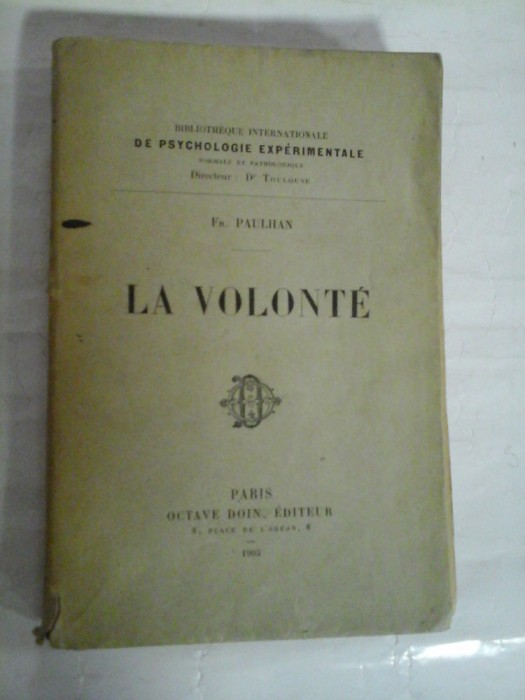 BIBLIOTHÈQUE INTERNATIONALE
DE PSYCHOLOGIE EXPÉRIMENTALE
NORMALE ET PATHOLOGIQUE
Directeur : Dr TOULOUSE
FR. PAULHAN
LA VOLONTÉ
PARIS
OCTAVE DOIN, ÉDITEUR
8, PLACE DE L'ODÉON, 8
1903